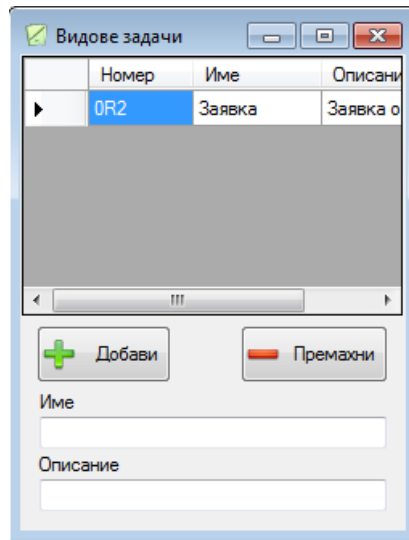 Видове задачи
Номер Име Описани
0R2 Заявка Заявка о
Добави Премахни
Име
Описание